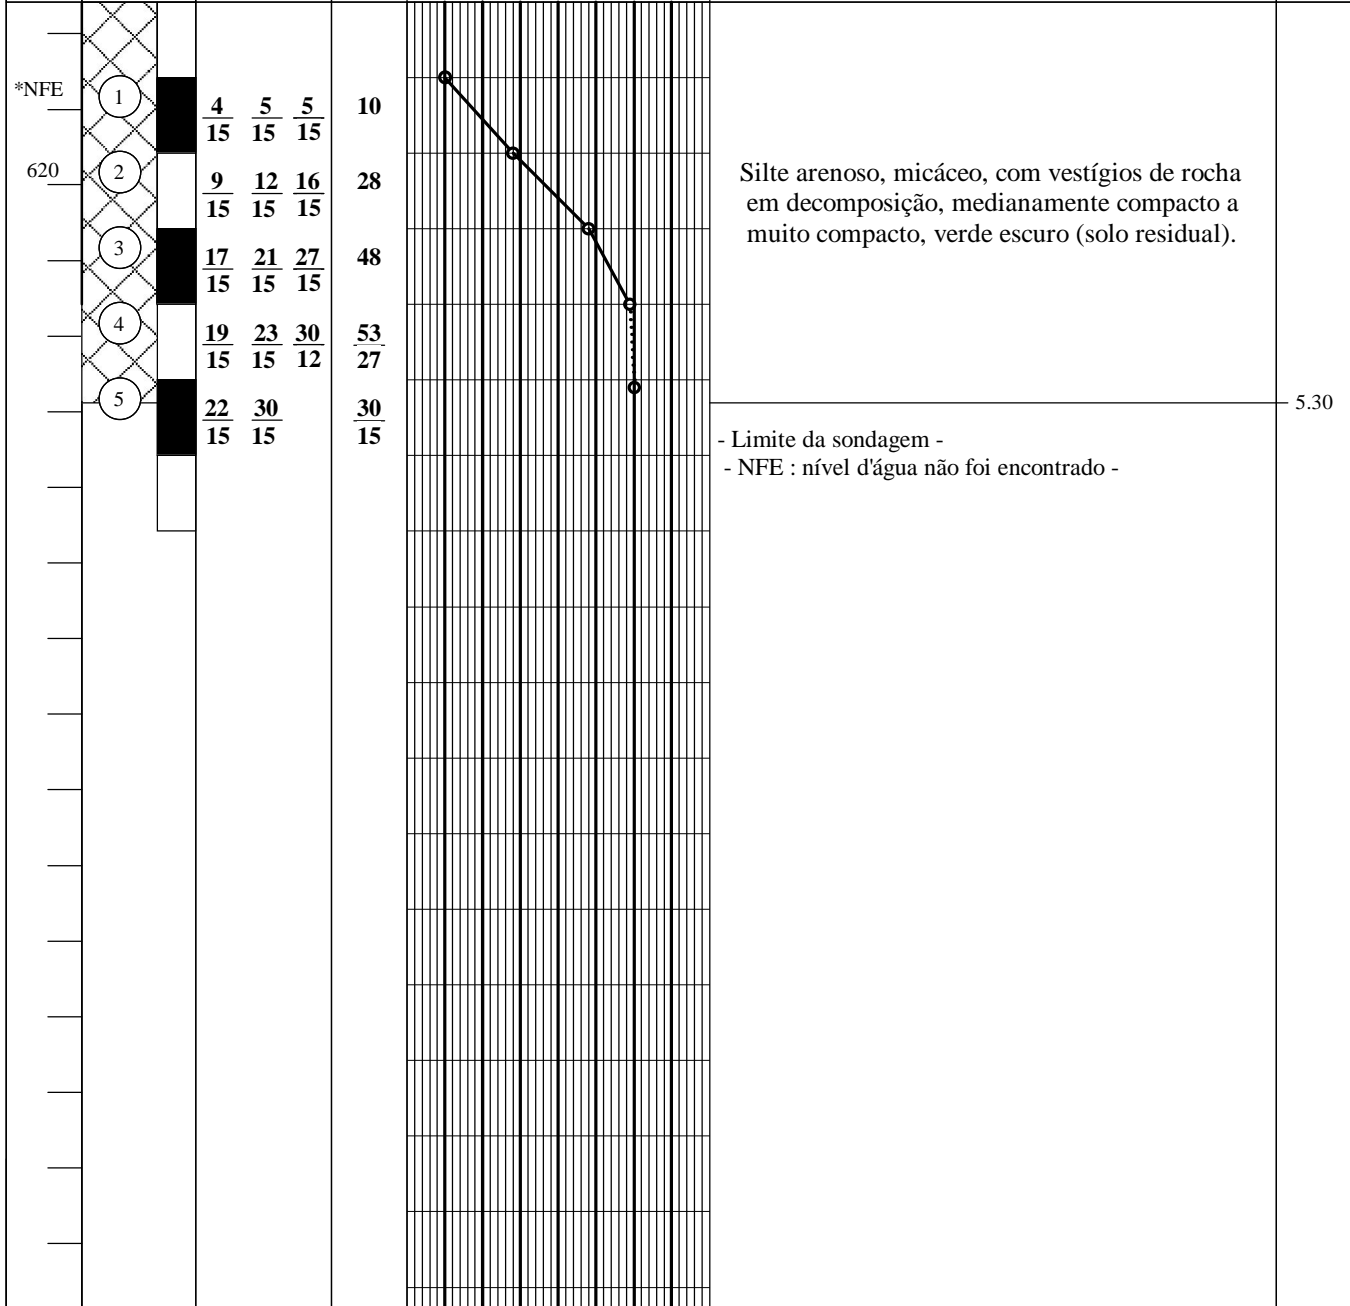 *NFE
1
4 5 5 10
15 15 15
620
2
9 12 16 28
15 15 15
Silte arenoso, micáceo, com vestígios de rocha
em decomposição, medianamente compacto a
muito compacto, verde escuro (solo residual).
3
17 21 27 48
15 15 15
4
19 23 30 53
15 15 12 27
5
22 30 30
15 15 15
5.30
- Limite da sondagem -
- NFE : nível d'água não foi encontrado -